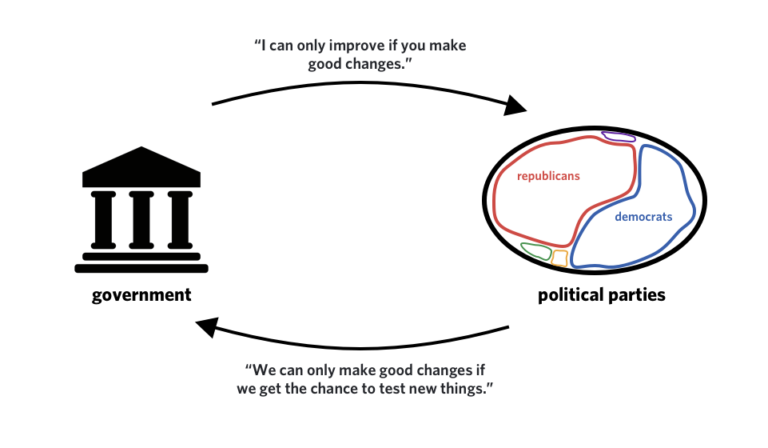 “I can only improve if you make
good changes.”
republicans
democrats
government
political parties
“We can only make good changes if
we get the chance to test new things.”